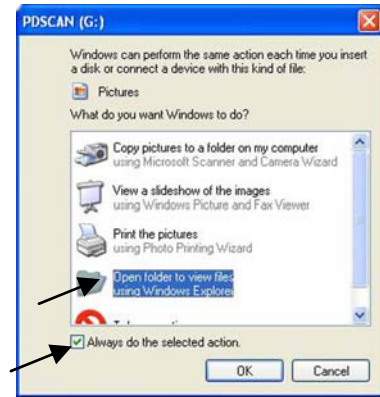 PDSCAN (G:)
Windows can perform the same action each time you insert
a disk or connect a device with this kind of file:
Pictures
What do you want Windows to do?
Copy pictures to a folder on my computer
using Microsoft Scanner and Camera Wizard
View a slideshow of the images
using Windows Picture and Fax Viewer
Print the pictures
using Photo Printing Wizard
Open folder to view files
using Windows Explorer
Always do the selected action.
OK Cancel